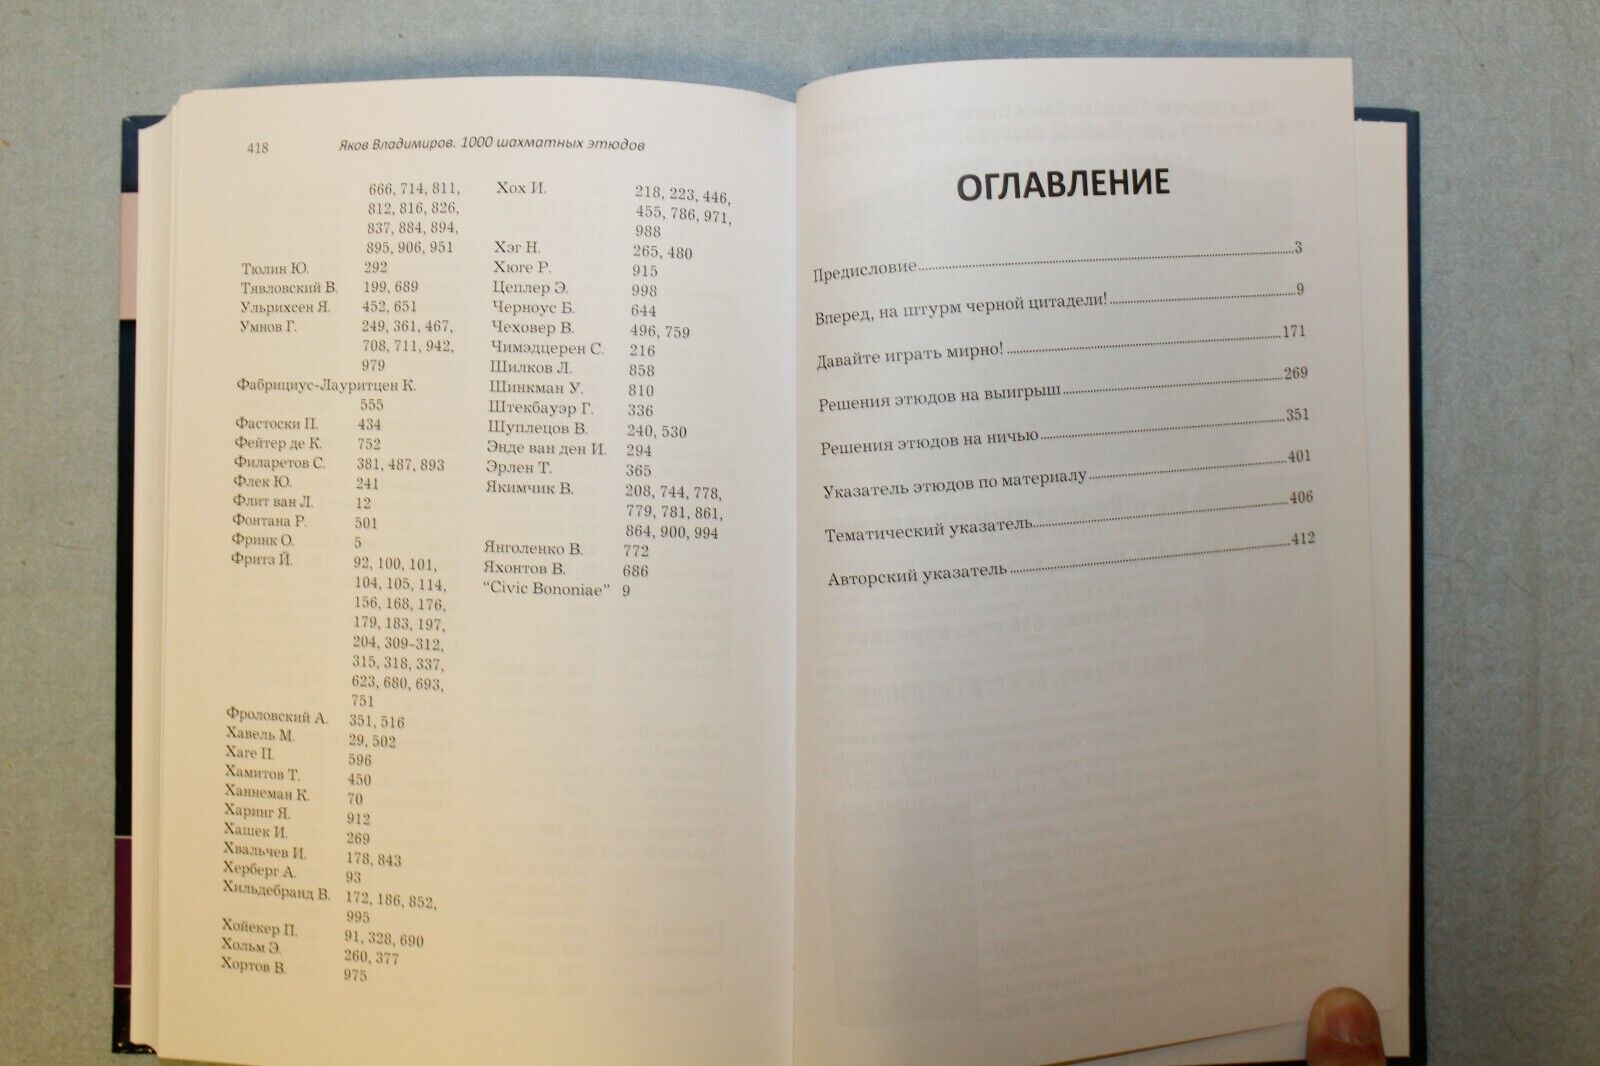 418
Яков Владимиров. 1000 шахматных этюдов
666, 714, 811,
812, 816, 826,
837, 884, 894,
895, 906, 951
Тюлин Ю. 292
Тявловский В. 199, 689
Ульрихсен Я. 452, 651
Умнов Г. 249, 361, 467,
708, 711, 942,
979
Фабрициус-Лауритцен К.
555
Фастоски П. 434
Фейтер де К. 752
Филаретов С. 381, 487, 893
Флек Ю. 241
Флит ван Л. 12
Фонтана Р. 501
Фринк О. 5
Фритз Й. 92, 100, 101,
104, 105, 114,
156, 168, 176,
179, 183, 197,
204, 309–312,
315, 318, 337,
623, 680, 693,
751
Фроловский А. 351, 516
Хавель М. 29, 502
Хаге П. 596
Хамитов Т. 450
Ханнеман К. 70
Харинг Я. 912
Хашек И. 269
Хвальчев И. 178, 843
Херберг А. 93
Хильдебранд В. 172, 186, 852,
995
Хойекер П. 91, 328, 690
Хольм Э. 260, 377
Хортов В. 975
Хох И. 218, 223, 446,
455, 786, 971,
988
Хэг Н. 265, 480
Хюге Р. 915
Цеплер Э. 998
Черноус Б. 644
Чеховер В. 496, 759
Чимэдцерен С. 216
Шилков Л. 858
Шинкман У. 810
Штекбауэр Г. 336
Шуплецов В. 240, 530
Энде ван ден И. 294
Эрлен Т. 365
Якимчик В. 208, 744, 778,
779, 781, 861,
864, 900, 994
Янголенко В. 772
Яхонтов В. 686
“Civic Bononiae” 9
ОГЛАВЛЕНИЕ
Предисловие 3
Вперед, на штурм черной цитадели! 9
Давайте играть мирно! 171
Решения этюдов на выигрыш 269
Решения этюдов на ничью 351
Указатель этюдов по материалу 401
Тематический указатель 406
Авторский указатель 412